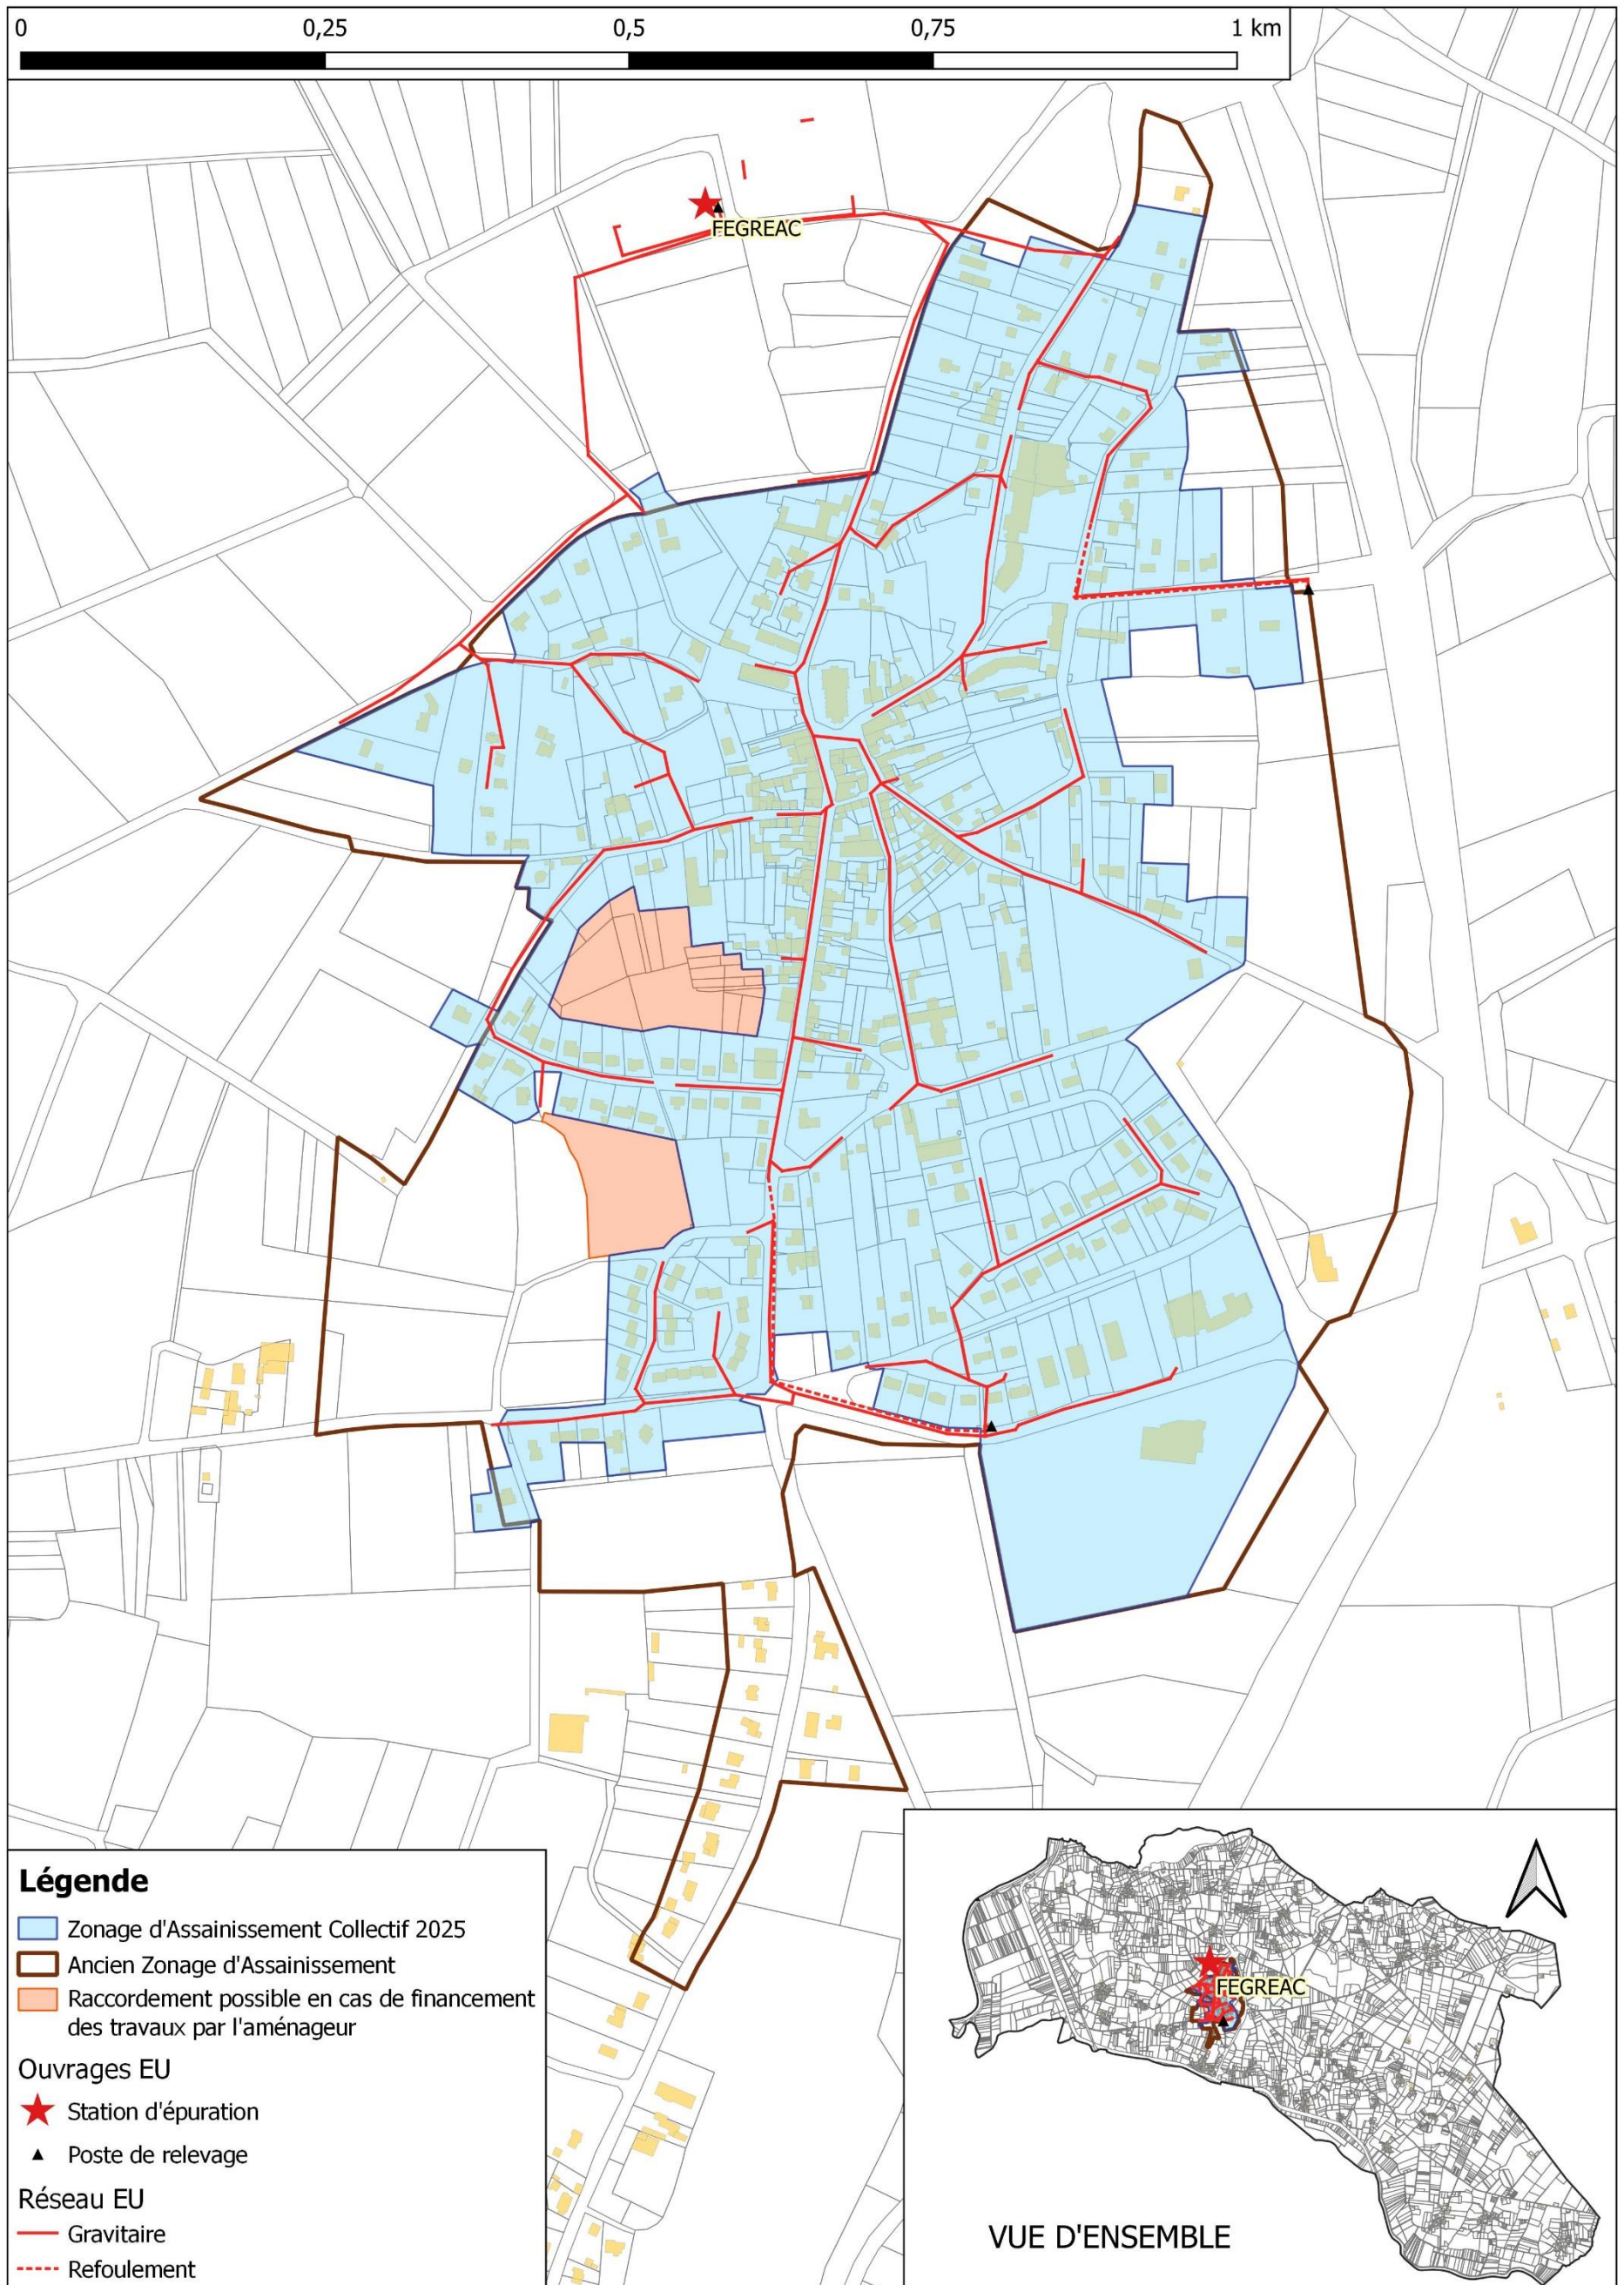 0 0,25 0,5 0,75 1 km
FEGREAC
Légende
Zonage d'Assainissement Collectif 2025
Ancien Zonage d'Assainissement
Raccordement possible en cas de financement
des travaux par l'aménageur
Ouvrages EU
Station d'épuration
Poste de relevage
Réseau EU
Gravitaire
Refoulement
FEGREAC
VUE D'ENSEMBLE